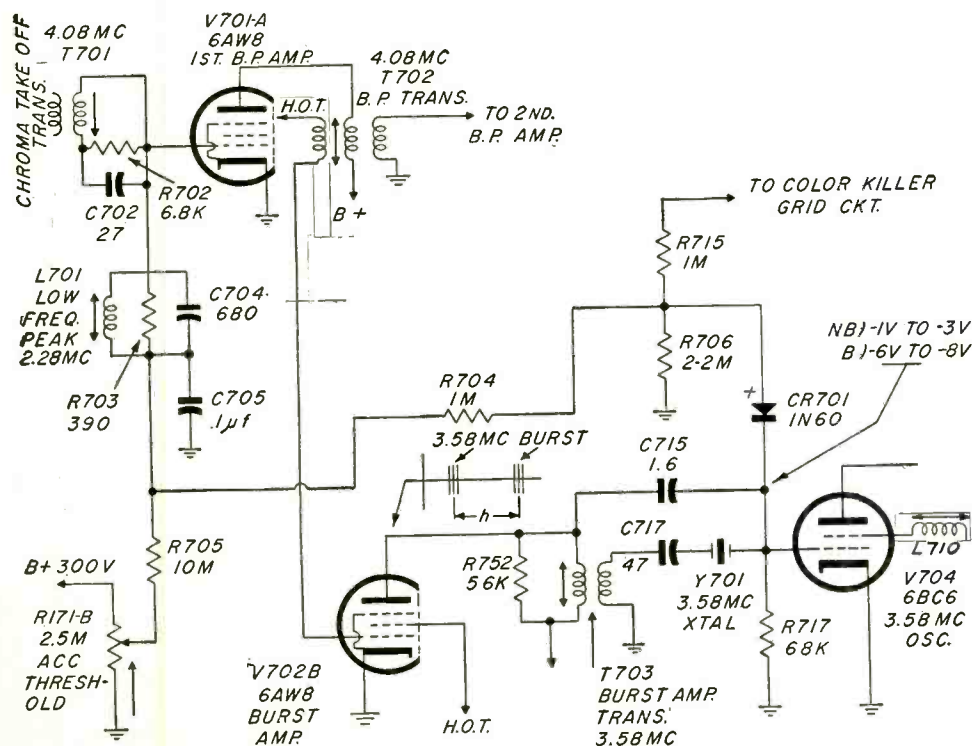 4.08 MC
T701
CHROMA TAKE OFF
TRANS.
R702
6.8K
C702
27
V701-A
6AW8
1ST. B.P. AMP.
H.O.T.
4.08 MC
T702
B.P. TRANS.
TO 2ND.
B.P. AMP.
B+
L701
LOW
FREQ.
PEAK
2.28MC
C704
680
R703
390
C705
.1µf
TO COLOR KILLER
GRID CKT.
R715
1M
R706
2-2M
NB)-1V TO -3V
B)-6V TO -8V
+
CR701
1N60
R704
1M
3.58MC BURST
h
C715
1.6
C717
47
R752
56K
Y701
3.58MC
XTAL
L710
V704
6BC6
3.58 MC
OSC.
R717
68K
R705
10M
B+ 300V
R171-B
2.5M
ACC
THRESH-
OLD
V702B
6AW8
BURST
AMP.
H.O.T.
T703
BURST AMP.
TRANS.
3.58MC